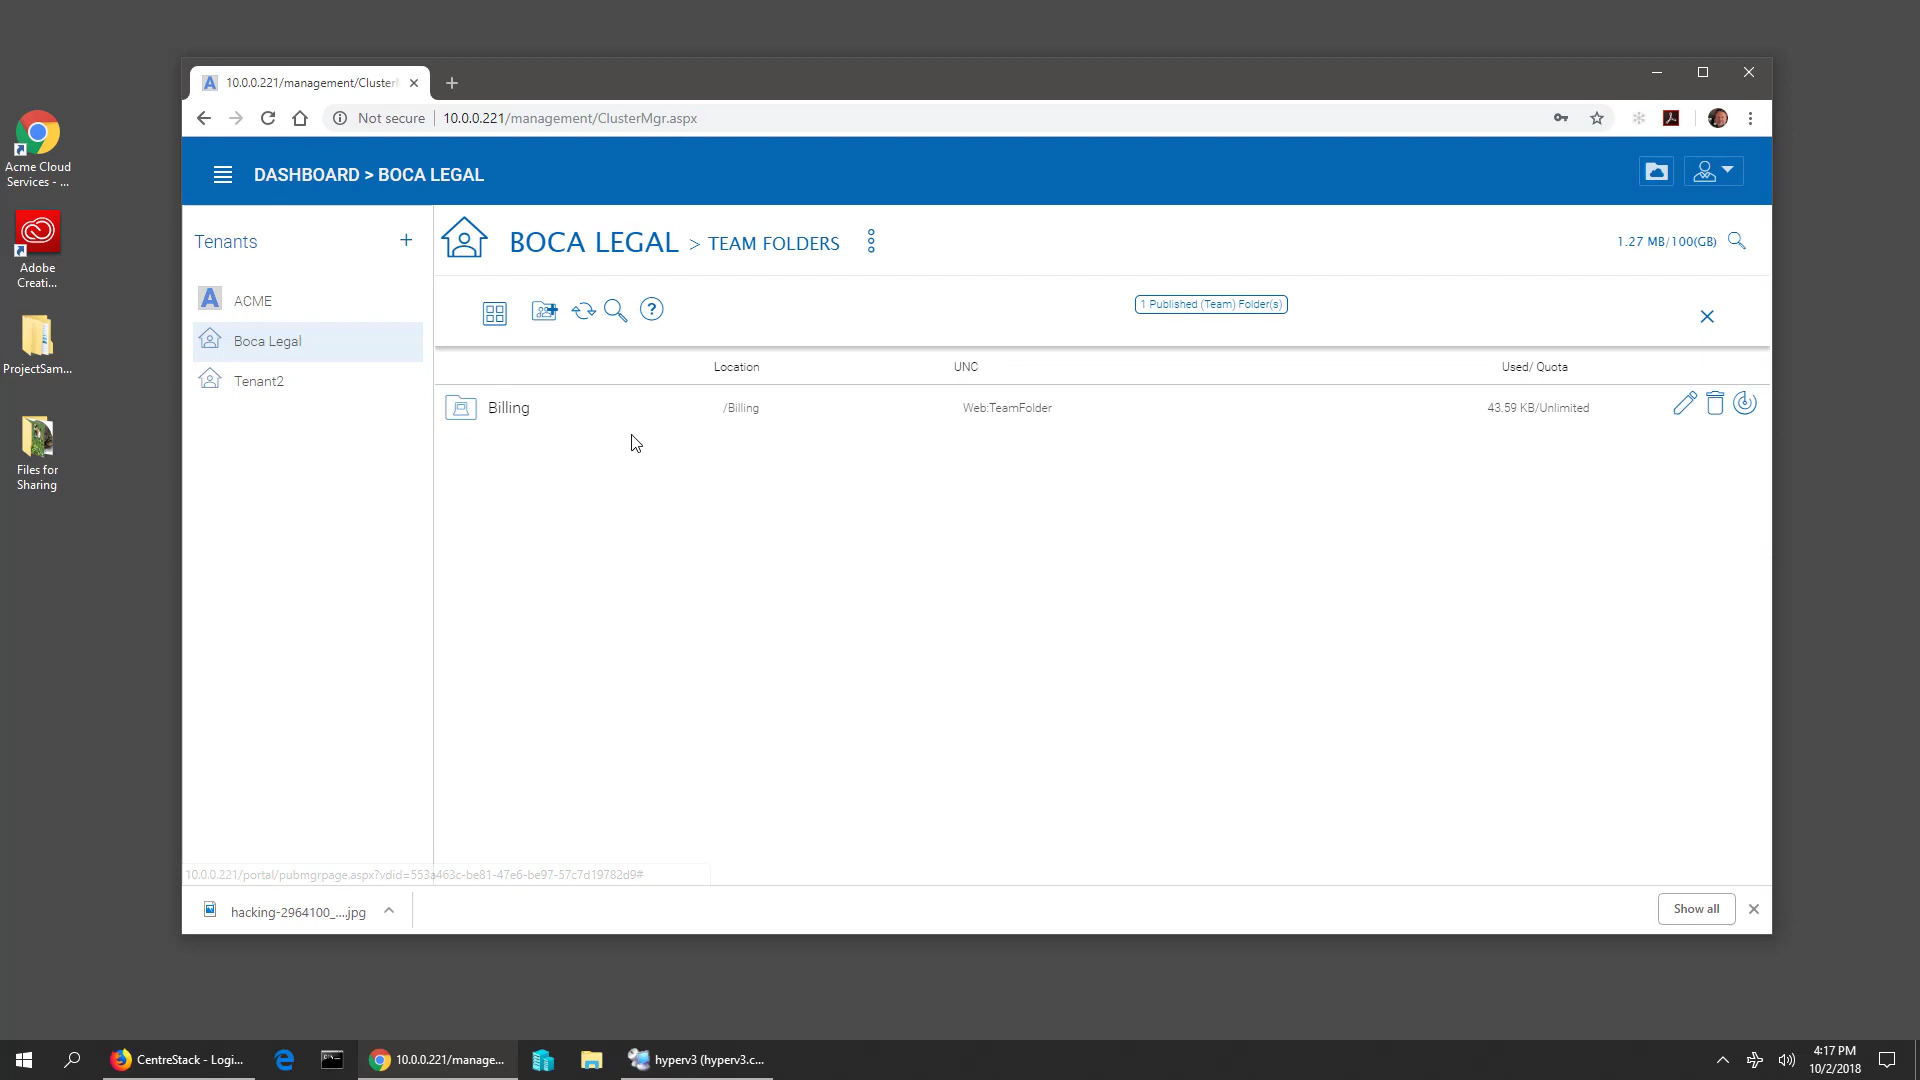 Acme Cloud
Services - ...
Adobe
Creati...
ProjectSam...
Files for
Sharing
10.0.0.221/management/Cluster
Not secure
10.0.0.221/management/ClusterMgr.aspx
DASHBOARD > BOCA LEGAL
Tenants
ACME
Boca Legal
Tenant2
BOCA LEGAL > TEAM FOLDERS
1.27 MB/100(GB)
1 Published (Team) Folder(s)
Location UNC Used/ Quota
Billing /Billing Web:TeamFolder 43.59 KB/Unlimited
10.0.0.221/portal/pubmgrpage.aspx?vdid=553a463c-be81-47e6-be97-57c7d19782d9#
hacking-2964100_....jpg
Show all
CentreStack - Logi...
10.0.0.221/manage...
hyperv3 (hyperv3.c...
4:17 PM
10/2/2018